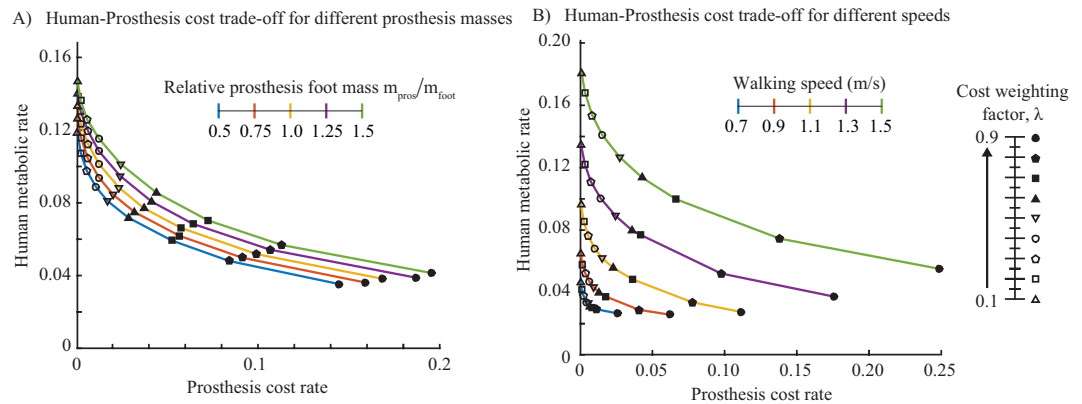 A) Human-Prosthesis cost trade-off for different prosthesis masses
0.16
0.12
0.08
0.04
0
Human metabolic rate
Relative prosthesis foot mass m_pros/m_foot
0.5 0.75 1.0 1.25 1.5
0 0.1 0.2
Prosthesis cost rate
B) Human-Prosthesis cost trade-off for different speeds
0.20
0.16
0.12
0.08
0.04
0
Human metabolic rate
Walking speed (m/s)
0.7 0.9 1.1 1.3 1.5
0 0.05 0.10 0.15 0.20 0.25
Prosthesis cost rate
Cost weighting
factor, λ
0.9
0.1